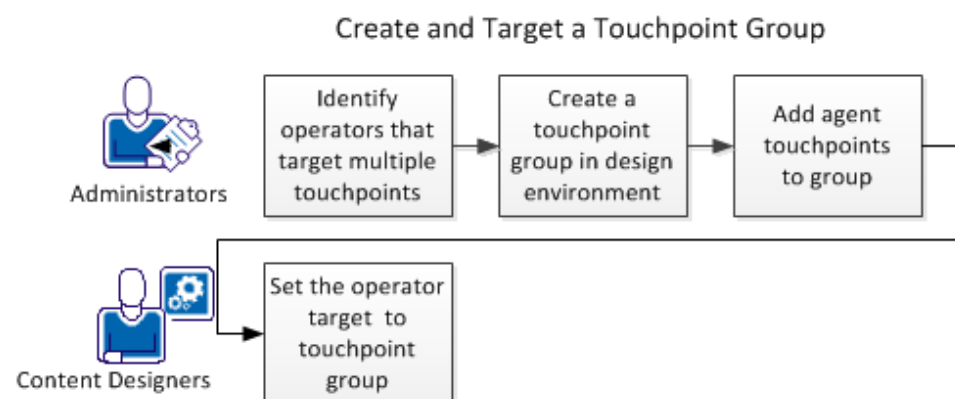 Create and Target a Touchpoint Group
Administrators
Identify
operators that
target multiple
touchpoints
Create a
touchpoint
group in design
environment
Add agent
touchpoints
to group
Content Designers
Set the operator
target to
touchpoint
group